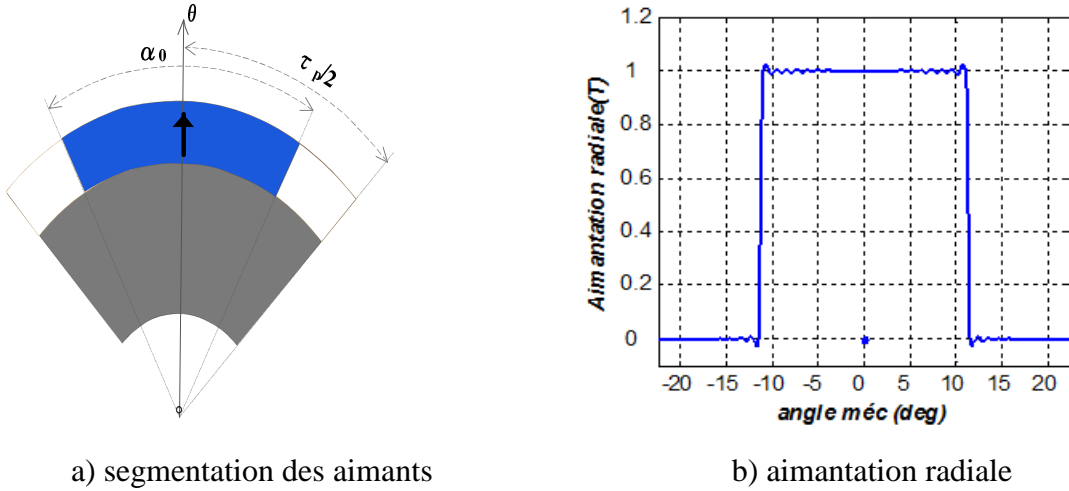 θ
α0
τp/2
o
1.2
1
0.8
0.6
0.4
0.2
0
Aimantation radiale(T)
-20 -15 -10 -5 0 5 10 15 20
angle méc (deg)
a) segmentation des aimants
b) aimantation radiale